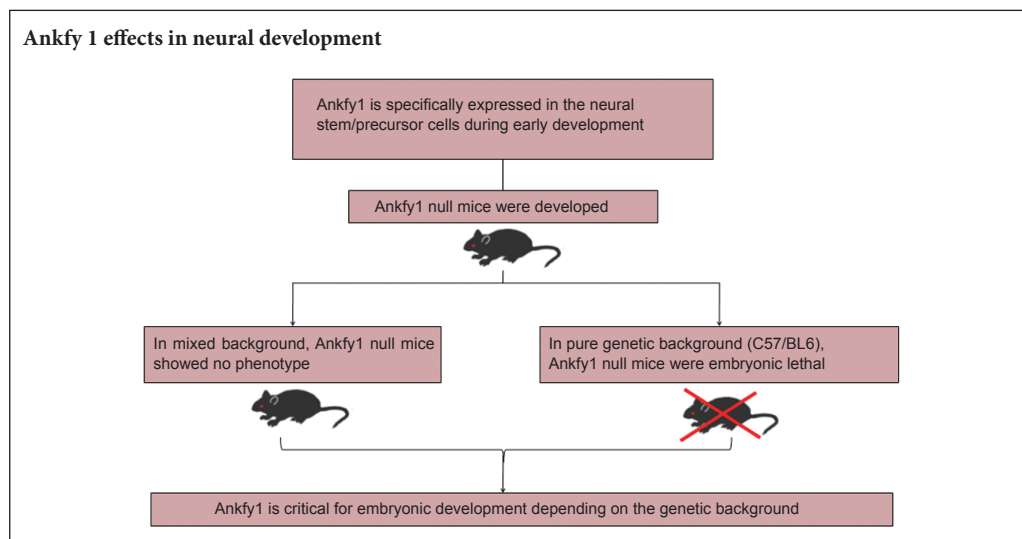 Ankfy 1 effects in neural development
Ankfy1 is specifically expressed in the neural
stem/precursor cells during early development
Ankfy1 null mice were developed
In mixed background, Ankfy1 null mice
showed no phenotype
In pure genetic background (C57/BL6),
Ankfy1 null mice were embryonic lethal
Ankfy1 is critical for embryonic development depending on the genetic background